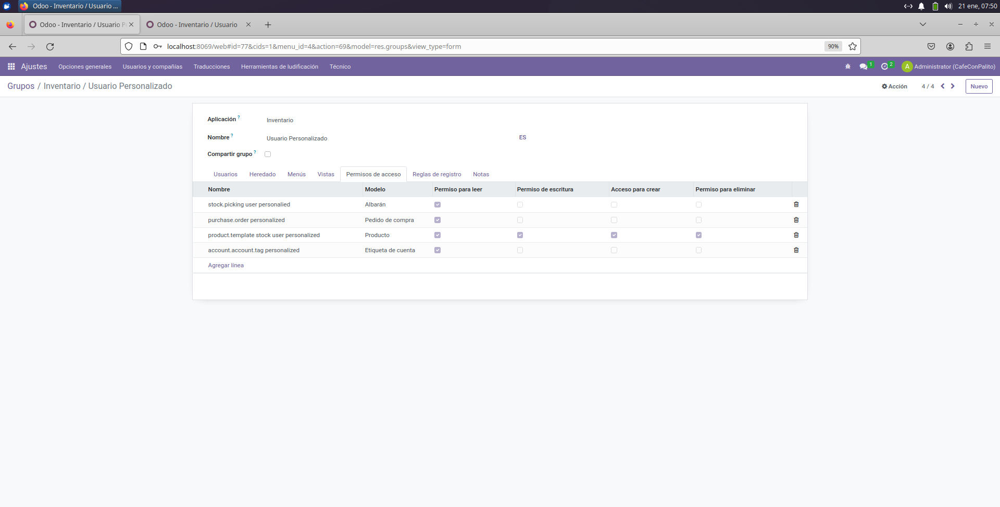 Odoo - Inventario / Usuario ...
21 ene, 07:50
Odoo - Inventario / Usuario P
Odoo - Inventario / Usuario
localhost:8069/web#id=77&cids=1&menu_id=4&action=69&model=res.groups&view_type=form
90%
Ajustes Opciones generales Usuarios y compañías Traducciones Herramientas de ludificación Técnico
1 2 A Administrator (CafeConPalito)
Grupos / Inventario / Usuario Personalizado
Acción 4 / 4 Nuevo
Aplicación ? Inventario
Nombre ? Usuario Personalizado ES
Compartir grupo ?
Usuarios Heredado Menús Vistas Permisos de acceso Reglas de registro Notas
Nombre Modelo Permiso para leer Permiso de escritura Acceso para crear Permiso para eliminar
stock.picking user personalied Albarán
purchase.order personalized Pedido de compra
product.template stock user personalized Producto
account.account.tag personalized Etiqueta de cuenta
Agregar línea